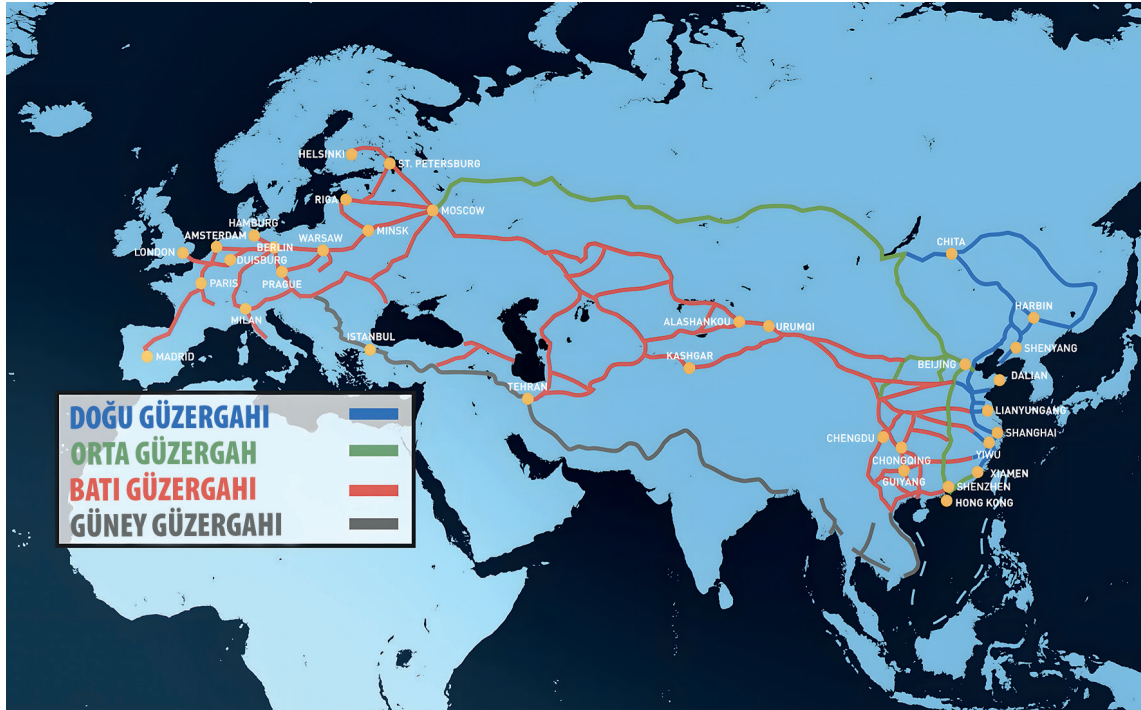 HELSINKI
ST. PETERSBURG
RIGA
MOSCOW
HAMBURG
AMSTERDAM
MINSK
WARSAW
BERLIN
LONDON
DUISBURG
PRAGUE
PARIS
MILAN
ISTANBUL
MADRID
TEHRAN
CHITA
HARBIN
ALASHANKOU
URUMQI
SHENYANG
KASHGAR
BEIJING
DALIAN
LIANYUNGANG
SHANGHAI
CHENGDU
YIWU
CHONGQING
XIAMEN
GUIYANG
SHENZHEN
HONG KONG
DOĞU GÜZERGAHI
ORTA GÜZERGAH
BATI GÜZERGAHI
GÜNEY GÜZERGAHI